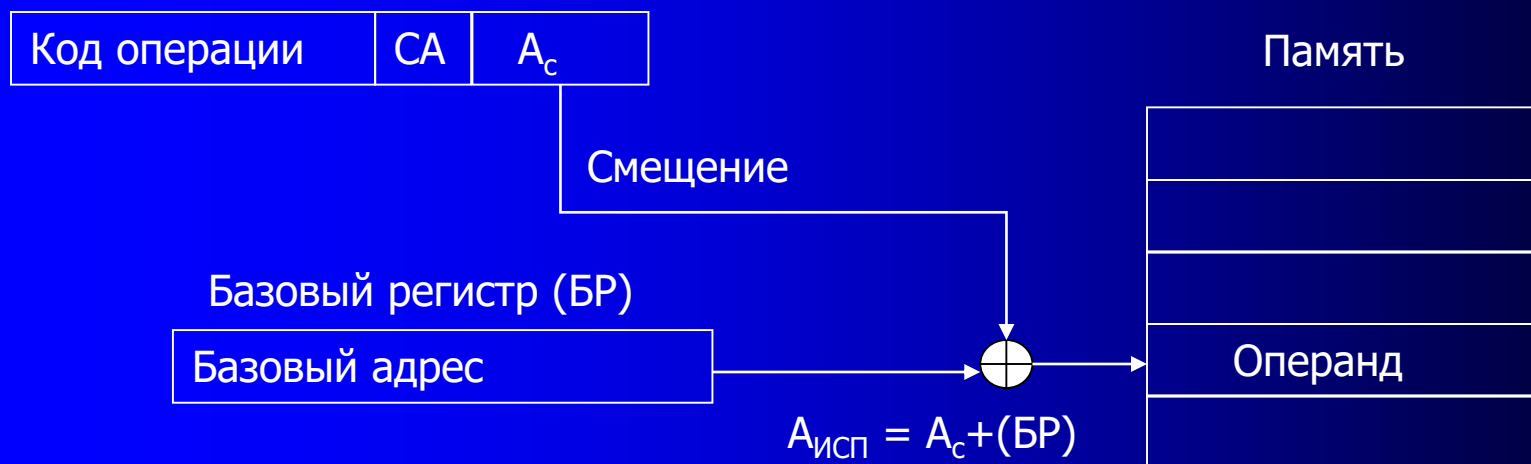 Код операции СА Ас
Память
Смещение
Базовый регистр (БР)
Базовый адрес
Операнд
АИСП = Ас+(БР)